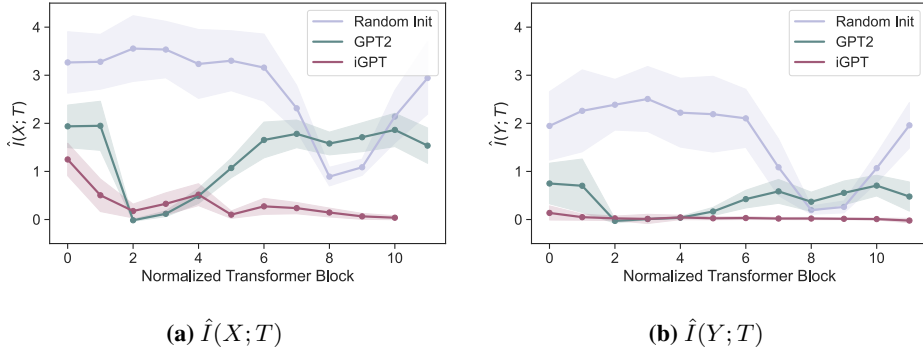 4
3
2
1
0
Î(X; T)
0 2 4 6 8 10
Normalized Transformer Block
Random Init
GPT2
iGPT
(a) Î(X; T)
4
3
2
1
0
Î(Y; T)
0 2 4 6 8 10
Normalized Transformer Block
Random Init
GPT2
iGPT
(b) Î(Y; T)